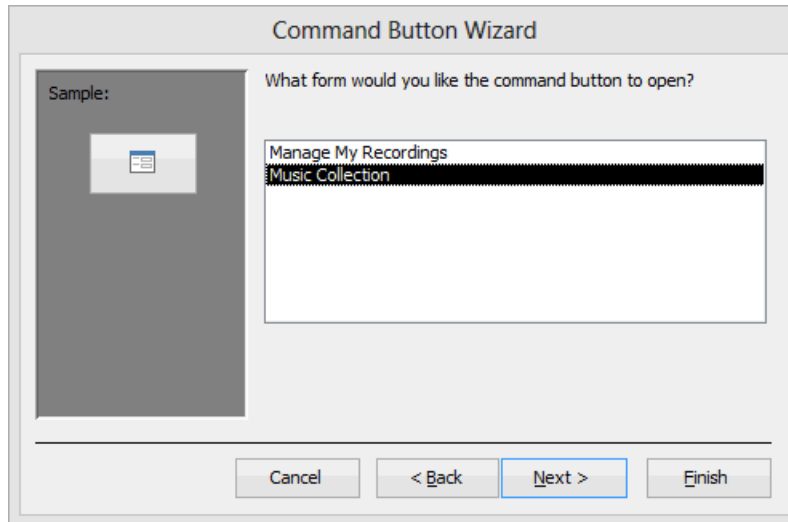 Command Button Wizard
Sample:
What form would you like the command button to open?
Manage My Recordings
Music Collection
Cancel
< Back
Next >
Finish